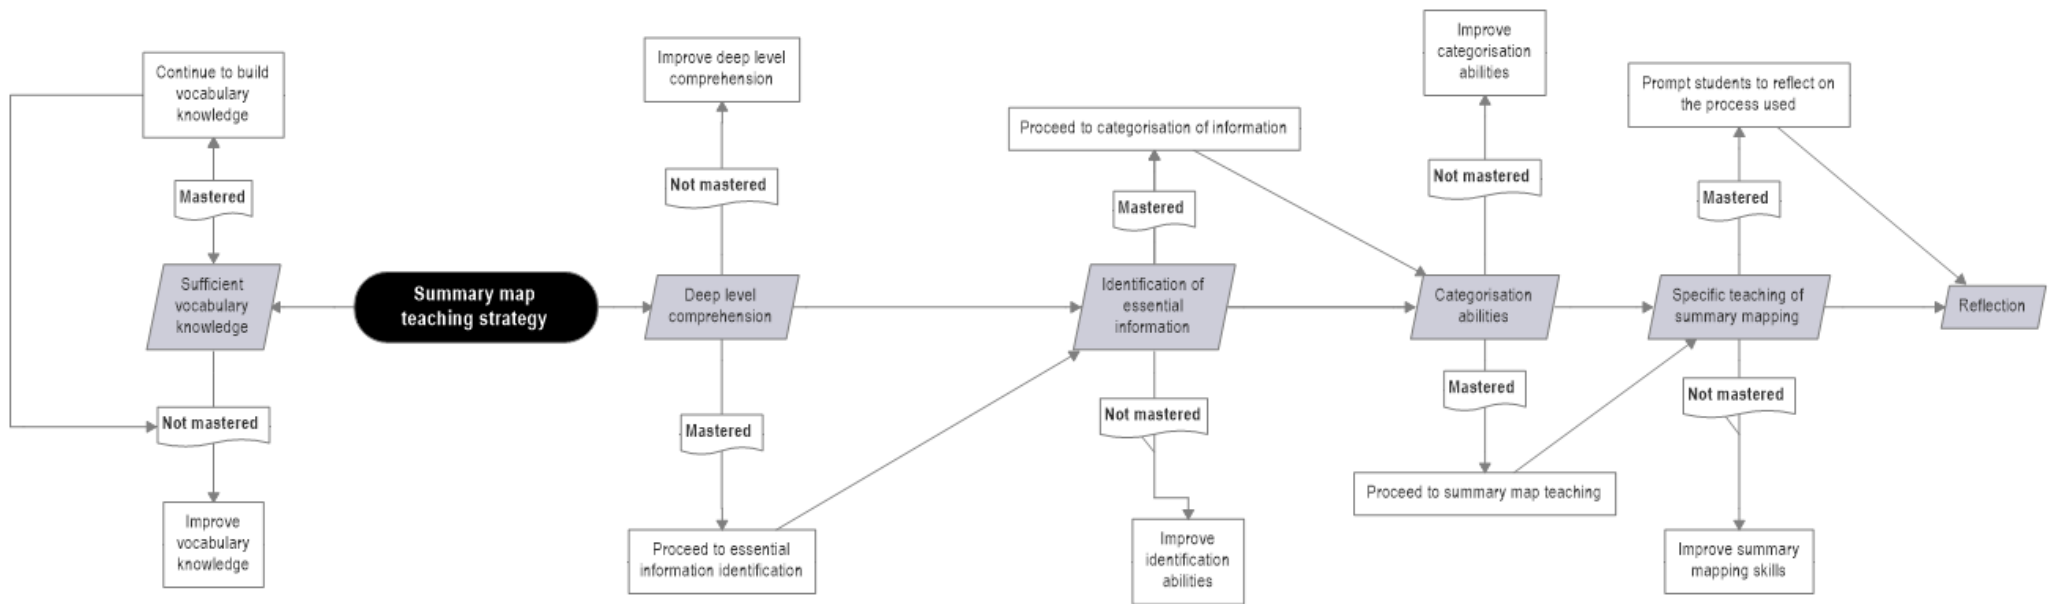 Continue to build
vocabulary
knowledge
Mastered
Sufficient
vocabulary
knowledge
Not mastered
Improve
vocabulary
knowledge
Summary map
teaching strategy
Improve deep level
comprehension
Not mastered
Deep level
comprehension
Mastered
Proceed to essential
information identification
Proceed to categorisation of information
Mastered
Identification of
essential
information
Not mastered
Improve
identification
abilities
Improve
categorisation
abilities
Not mastered
Categorisation
abilities
Mastered
Proceed to summary map teaching
Prompt students to reflect on
the process used
Mastered
Specific teaching of
summary mapping
Not mastered
Improve summary
mapping skills
Reflection